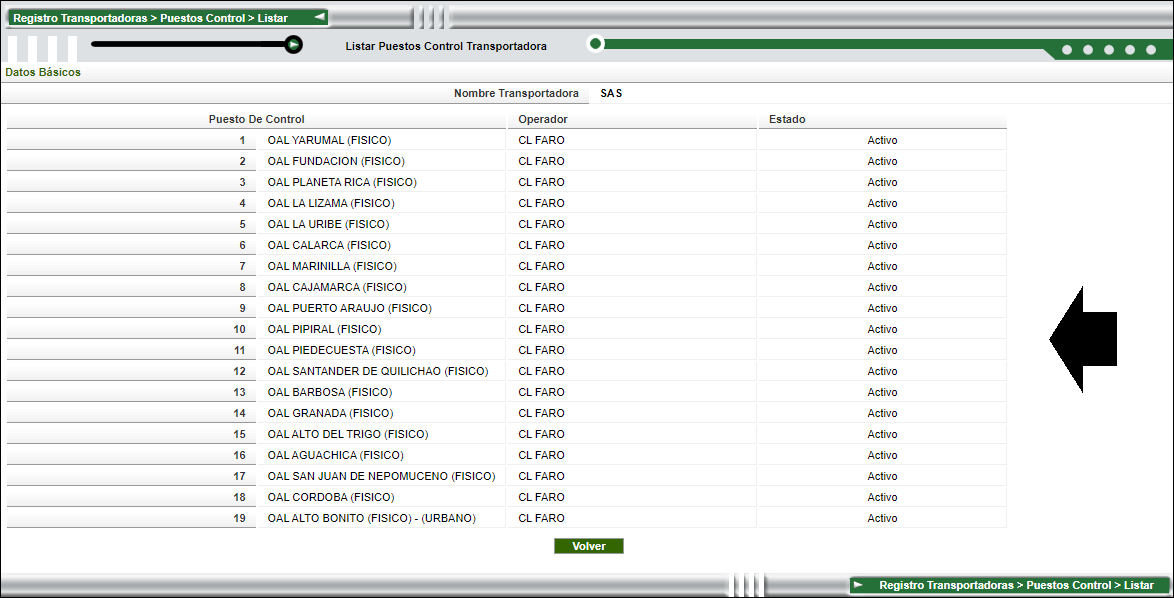 Registro Transportadoras > Puestos Control > Listar
Listar Puestos Control Transportadora
Datos Básicos
Nombre Transportadora SAS
Puesto De Control Operador Estado
1 OAL YARUMAL (FISICO) CL FARO Activo
2 OAL FUNDACION (FISICO) CL FARO Activo
3 OAL PLANETA RICA (FISICO) CL FARO Activo
4 OAL LA LIZAMA (FISICO) CL FARO Activo
5 OAL LA URIBE (FISICO) CL FARO Activo
6 OAL CALARCA (FISICO) CL FARO Activo
7 OAL MARINILLA (FISICO) CL FARO Activo
8 OAL CAJAMARCA (FISICO) CL FARO Activo
9 OAL PUERTO ARAUJO (FISICO) CL FARO Activo
10 OAL PIPIRAL (FISICO) CL FARO Activo
11 OAL PIEDECUESTA (FISICO) CL FARO Activo
12 OAL SANTANDER DE QUILICHAO (FISICO) CL FARO Activo
13 OAL BARBOSA (FISICO) CL FARO Activo
14 OAL GRANADA (FISICO) CL FARO Activo
15 OAL ALTO DEL TRIGO (FISICO) CL FARO Activo
16 OAL AGUACHICA (FISICO) CL FARO Activo
17 OAL SAN JUAN DE NEPOMUCENO (FISICO) CL FARO Activo
18 OAL CORDOBA (FISICO) CL FARO Activo
19 OAL ALTO BONITO (FISICO) - (URBANO) CL FARO Activo
Volver
Registro Transportadoras > Puestos Control > Listar